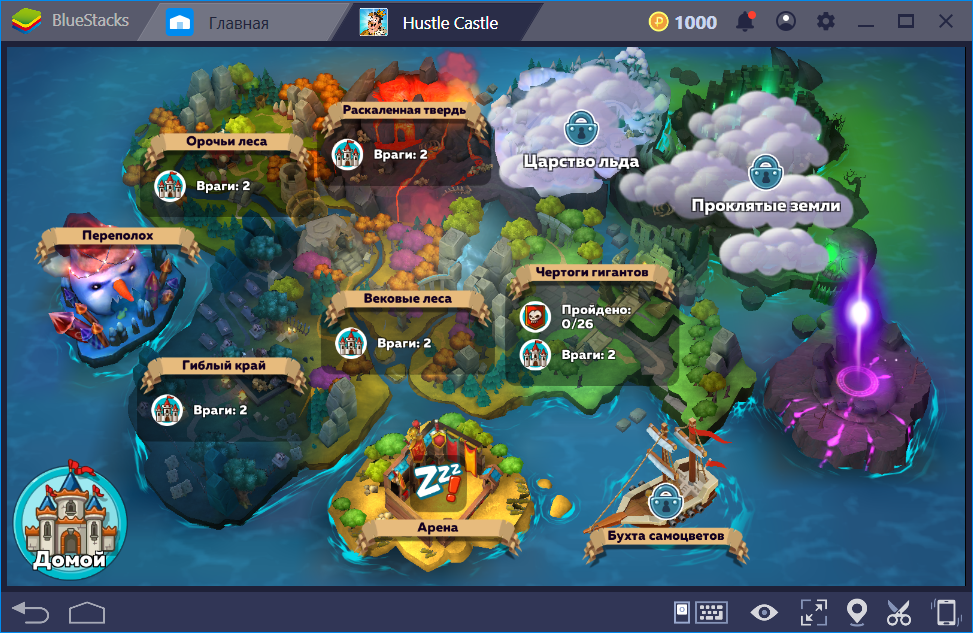 BlueStacks
Главная
Hustle Castle
1000
Раскаленная твердь
Враги: 2
Орочьи леса
Враги: 2
Царство льда
Проклятые земли
Переполох
Чертоги гигантов
Пройдено:
0/26
Враги: 2
Вековые леса
Враги: 2
Гиблый край
Враги: 2
Zzz!
Арена
Бухта самоцветов
Домой